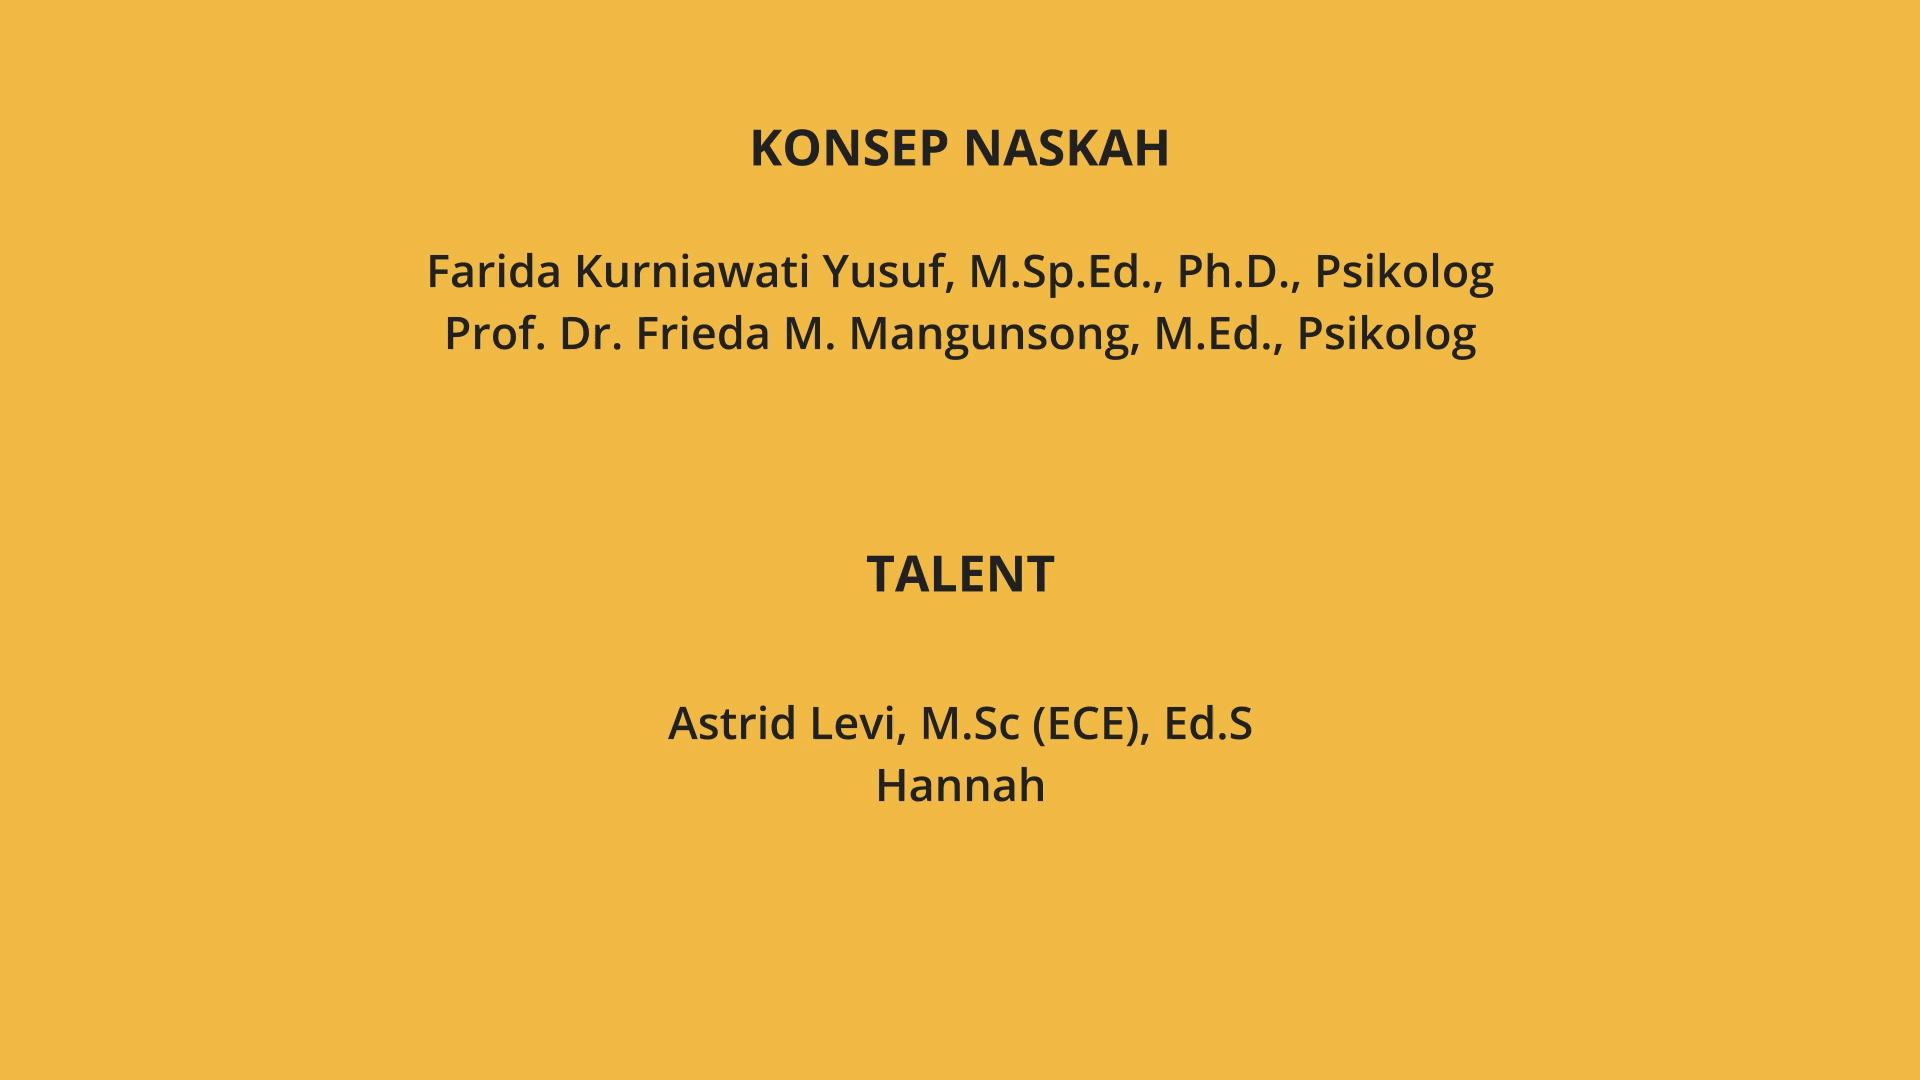 KONSEP NASKAH
Farida Kurniawati Yusuf, M.Sp.Ed., Ph.D., Psikolog
Prof. Dr. Frieda M. Mangunsong, M.Ed., Psikolog
TALENT
Astrid Levi, M.Sc (ECE), Ed.S
Hannah